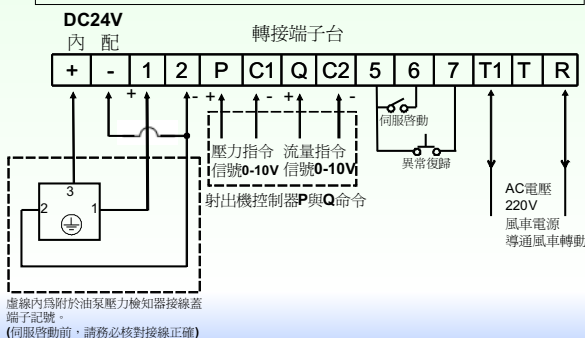 DC24V
內 配
轉接端子台
+ - 1 2 P C1 Q C2 5 6 7 T1 T R
+ - + - + -
伺服啓動
異常復歸
壓力指令 流量指令
信號0-10V 信號0-10V
射出機控制器P與Q命令
AC電壓
220V
風車電源
導通風車轉動
3
2 1
虛線內爲附於油泵壓力檢知器接線蓋
端子記號。
(伺服啓動前，請務必核對接線正確)